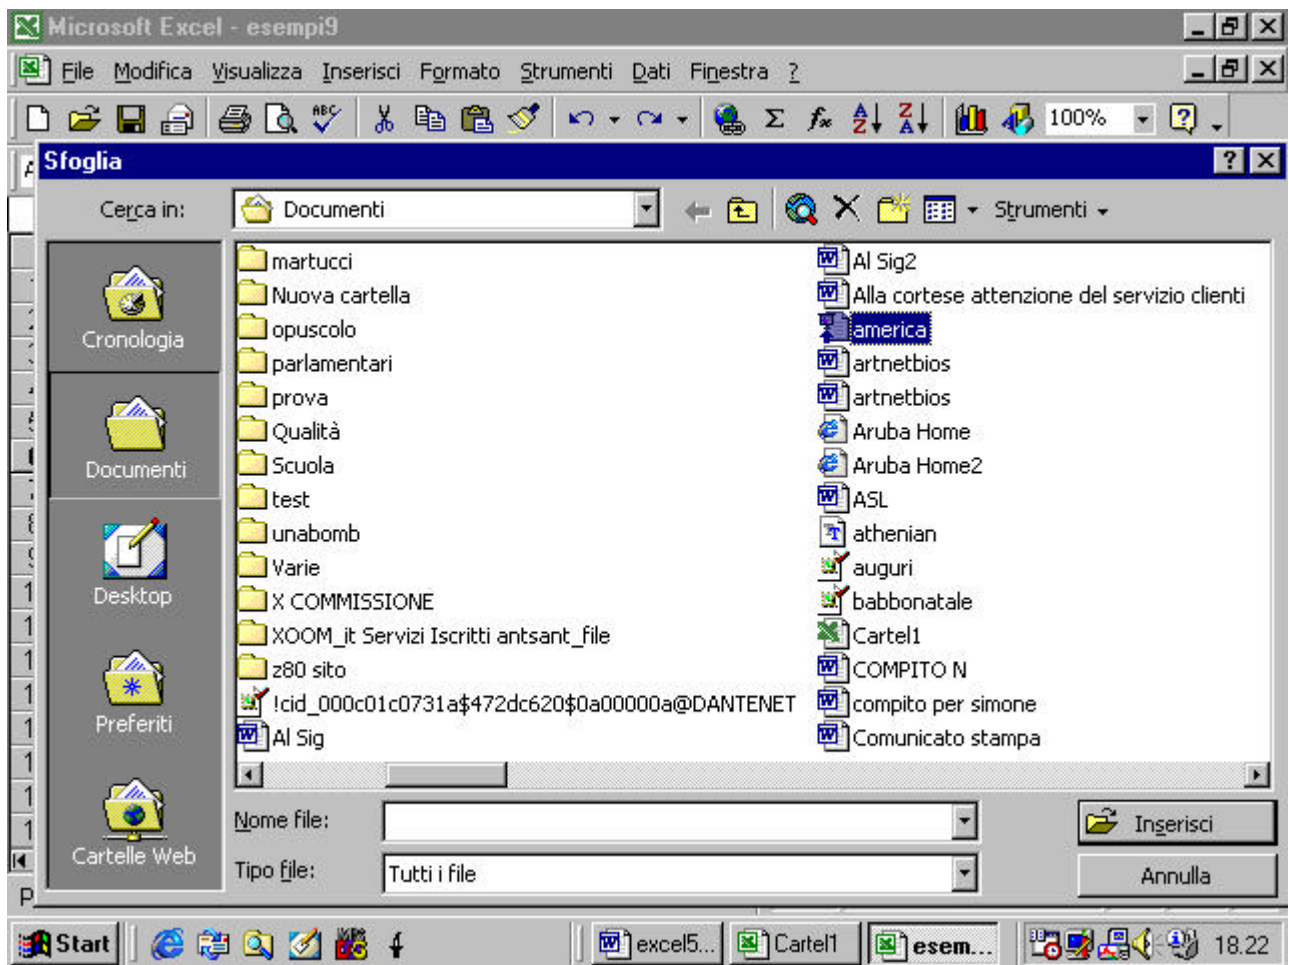 Microsoft Excel - esempi9
File Modifica Visualizza Inserisci Formato Strumenti Dati Finestra ?
100%
Sfoglia
Cerca in: Documenti Strumenti
Cronologia
Documenti
Desktop
Preferiti
Cartelle Web
martucci
Nuova cartella
opuscolo
parlamentari
prova
Qualità
Scuola
test
unabomb
Varie
X COMMISSIONE
XOOM_it Servizi Iscritti antsant_file
z80 sito
!cid_000c01c0731a$472dc620$0a00000a@DANTENET
Al Sig
Al Sig2
Alla cortese attenzione del servizio clienti
america
artnetbios
artnetbios
Aruba Home
Aruba Home2
ASL
athenian
auguri
babbonatale
Cartel1
COMPITO N
compito per simone
Comunicato stampa
Nome file: Inserisci
Tipo file: Tutti i file Annulla
Start excel5... Cartel1 esem... 18.22